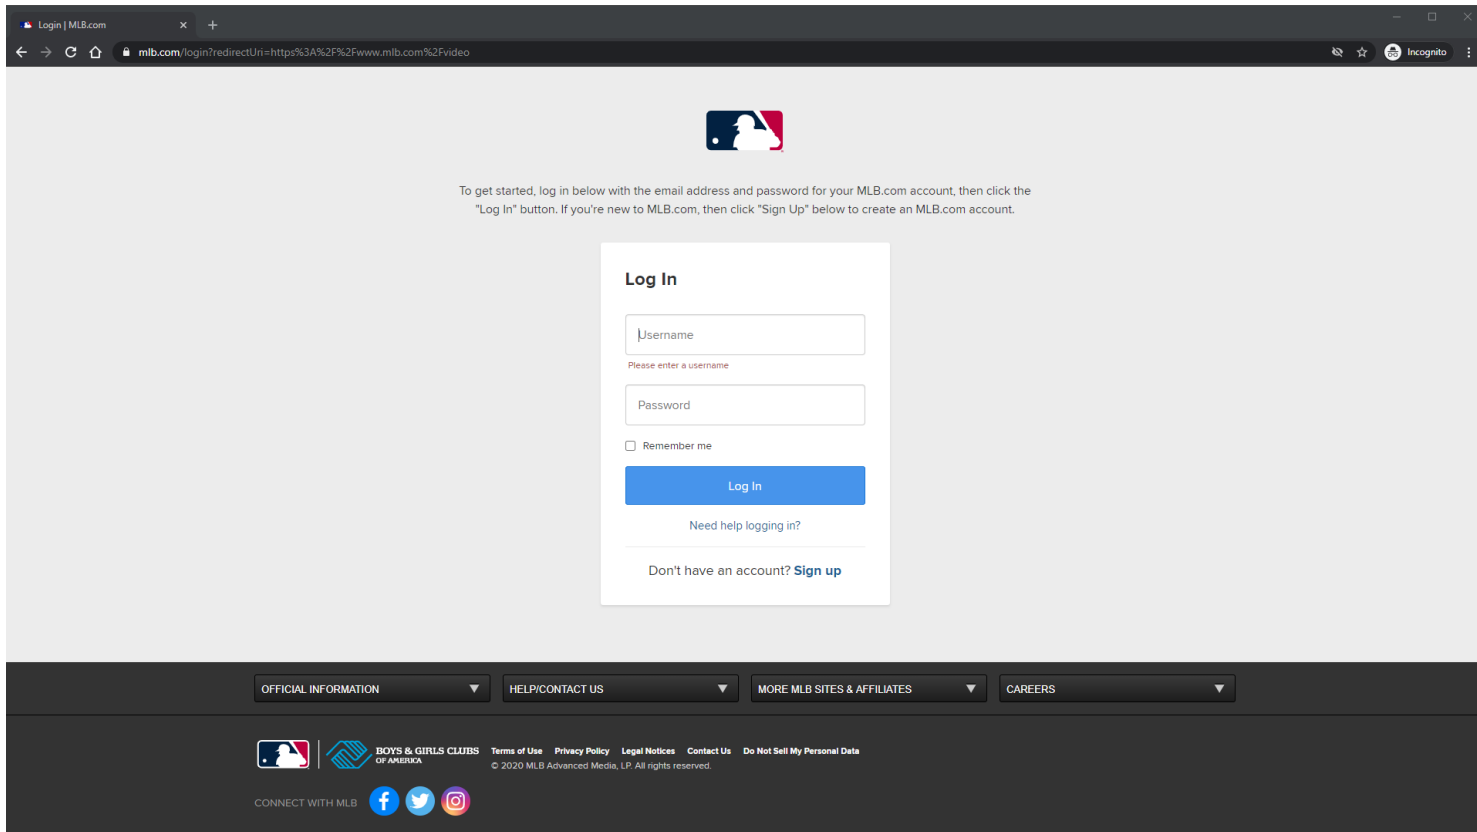 Login | MLB.com
mlb.com/login?redirectUri=https%3A%2F%2Fwww.mlb.com%2Fvideo
Incognito
To get started, log in below with the email address and password for your MLB.com account, then click the
"Log In" button. If you're new to MLB.com, then click "Sign Up" below to create an MLB.com account.
Log In
Username
Please enter a username
Password
Remember me
Log In
Need help logging in?
Don't have an account? Sign up
OFFICIAL INFORMATION
HELP/CONTACT US
MORE MLB SITES & AFFILIATES
CAREERS
BOYS & GIRLS CLUBS
OF AMERICA
Terms of Use Privacy Policy Legal Notices Contact Us Do Not Sell My Personal Data
© 2020 MLB Advanced Media, LP. All rights reserved.
CONNECT WITH MLB